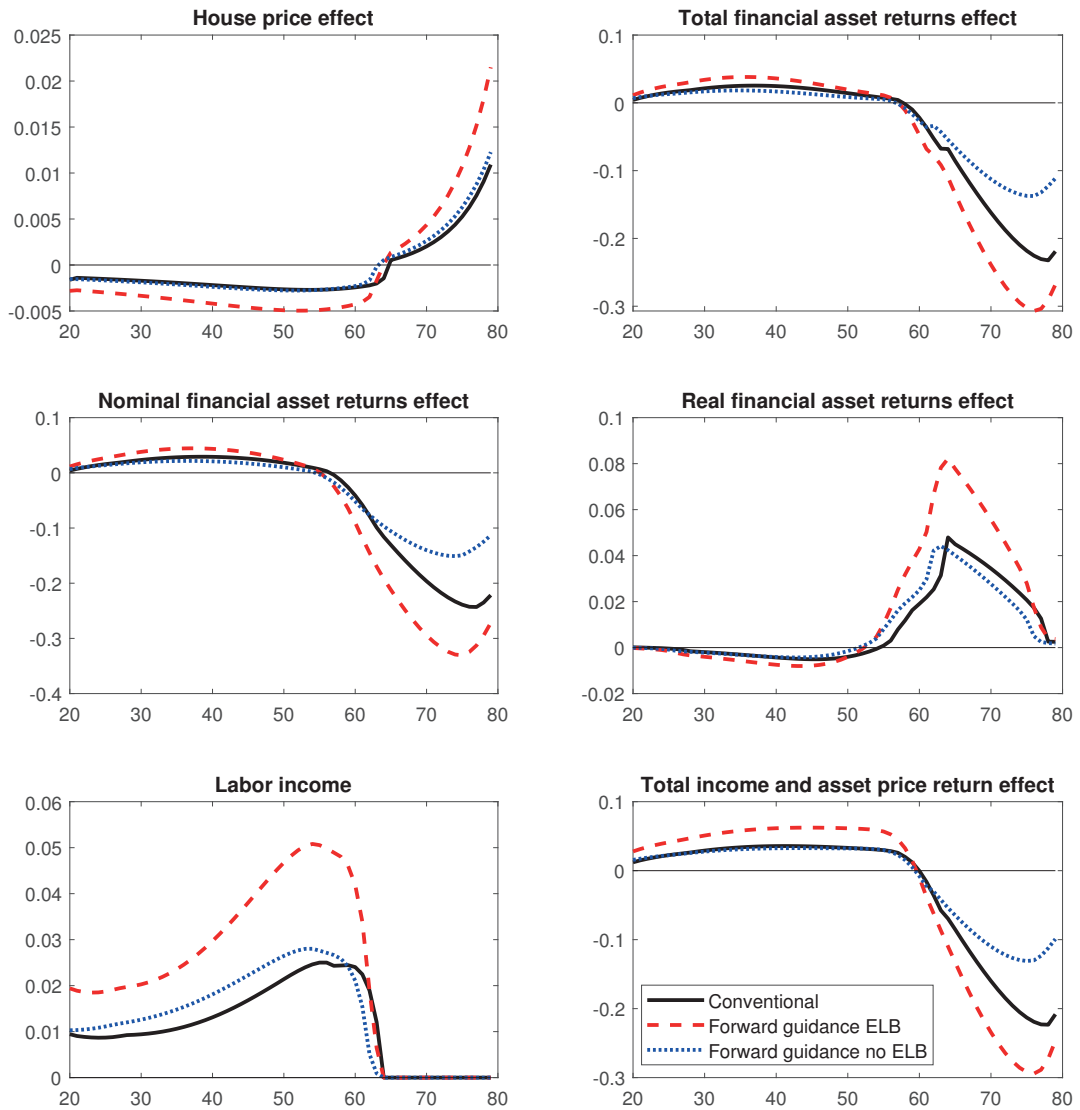 House price effect
0.025
0.02
0.015
0.01
0.005
0
-0.005
20 30 40 50 60 70 80
Total financial asset returns effect
0.1
0
-0.1
-0.2
-0.3
20 30 40 50 60 70 80
Nominal financial asset returns effect
0.1
0
-0.1
-0.2
-0.3
-0.4
20 30 40 50 60 70 80
Real financial asset returns effect
0.1
0.08
0.06
0.04
0.02
0
-0.02
20 30 40 50 60 70 80
Labor income
0.06
0.05
0.04
0.03
0.02
0.01
0
20 30 40 50 60 70 80
Total income and asset price return effect
0.1
0
-0.1
-0.2
-0.3
20 30 40 50 60 70 80
Conventional
Forward guidance ELB
Forward guidance no ELB